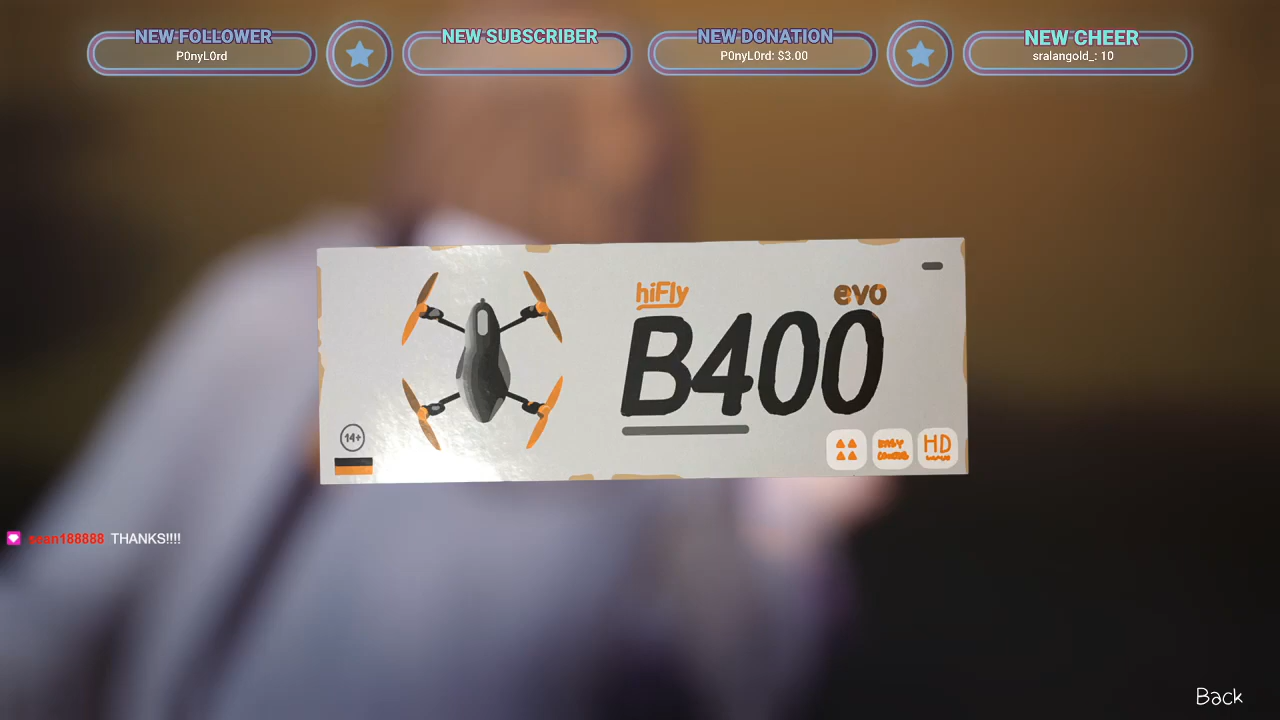 NEW FOLLOWER
P0nyL0rd
NEW SUBSCRIBER
NEW DONATION
P0nyL0rd: $3.00
NEW CHEER
sralangold_: 10
hiFly
evo
B400
14+
HD
sean188888 THANKS!!!!
Back